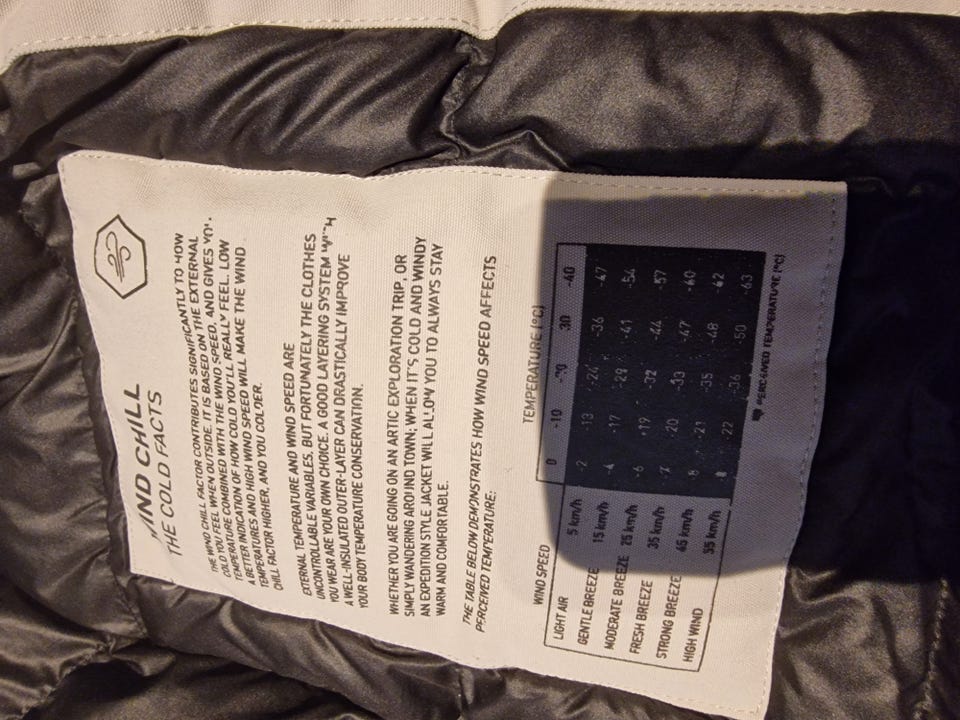 WIND CHILL
THE COLD FACTS
THE WIND CHILL FACTOR CONTRIBUTES SIGNIFICANTLY TO HOW
COLD YOU FEEL WHEN OUTSIDE. IT IS BASED ON THE EXTERNAL
TEMPERATURE COMBINED WITH THE WIND SPEED, AND GIVES YOU
A BETTER INDICATION OF HOW COLD YOU'LL REALLY FEEL. LOW
TEMPERATURES AND HIGH WIND SPEED WILL MAKE THE WIND
CHILL FACTOR HIGHER, AND YOU COLDER.
EXTERNAL TEMPERATURE AND WIND SPEED ARE
UNCONTROLLABLE VARIABLES, BUT FORTUNATELY THE CLOTHES
YOU WEAR ARE YOUR OWN CHOICE. A GOOD LAYERING SYSTEM WITH
A WELL-INSULATED OUTER-LAYER CAN DRASTICALLY IMPROVE
YOUR BODY TEMPERATURE CONSERVATION.
WHETHER YOU ARE GOING ON AN ARTIC EXPLORATION TRIP, OR
SIMPLY WANDERING AROUND TOWN; WHEN IT'S COLD AND WINDY
AN EXPEDITION STYLE JACKET WILL ALLOW YOU TO ALWAYS STAY
WARM AND COMFORTABLE.
THE TABLE BELOW DEMONSTRATES HOW WIND SPEED AFFECTS
PERCEIVED TEMPERATURE:
WIND SPEED TEMPERATURE (°C)
0 -10 -20 -30 -40
LIGHT AIR 5 km/h -2 -13 -24 -36 -47
GENTLE BREEZE 15 km/h -4 -17 -29 -41 -54
MODERATE BREEZE 25 km/h -6 -19 -32 -44 -57
FRESH BREEZE 35 km/h -7 -20 -33 -47 -60
STRONG BREEZE 45 km/h -8 -21 -35 -48 -62
HIGH WIND 55 km/h -22 -36 -50 -63
PERCEIVED TEMPERATURE (°C)